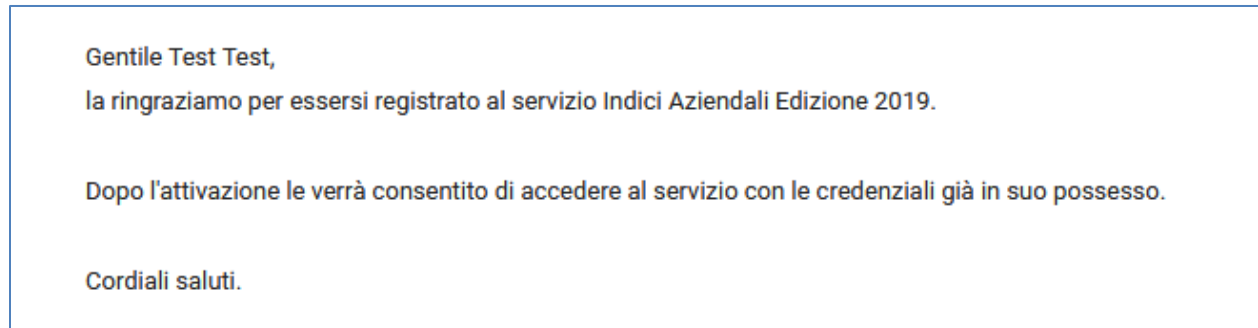 Gentile Test Test,
la ringraziamo per essersi registrato al servizio Indici Aziendali Edizione 2019.
Dopo l'attivazione le verrà consentito di accedere al servizio con le credenziali già in suo possesso.
Cordiali saluti.